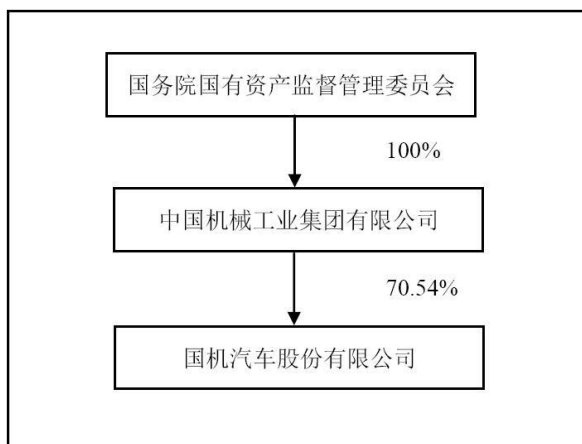 国务院国有资产监督管理委员会
100%
中国机械工业集团有限公司
70.54%
国机汽车股份有限公司